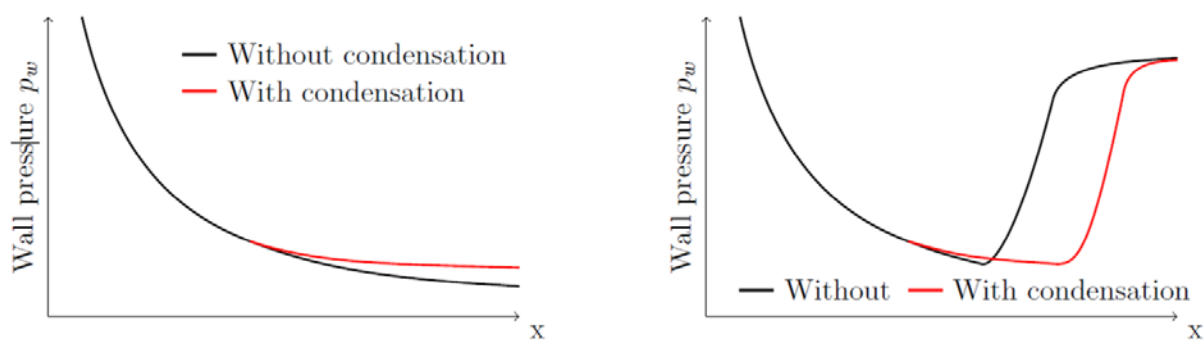 Without condensation
With condensation
Wall pressure p_w
x
Wall pressure p_w
Without
With condensation
x